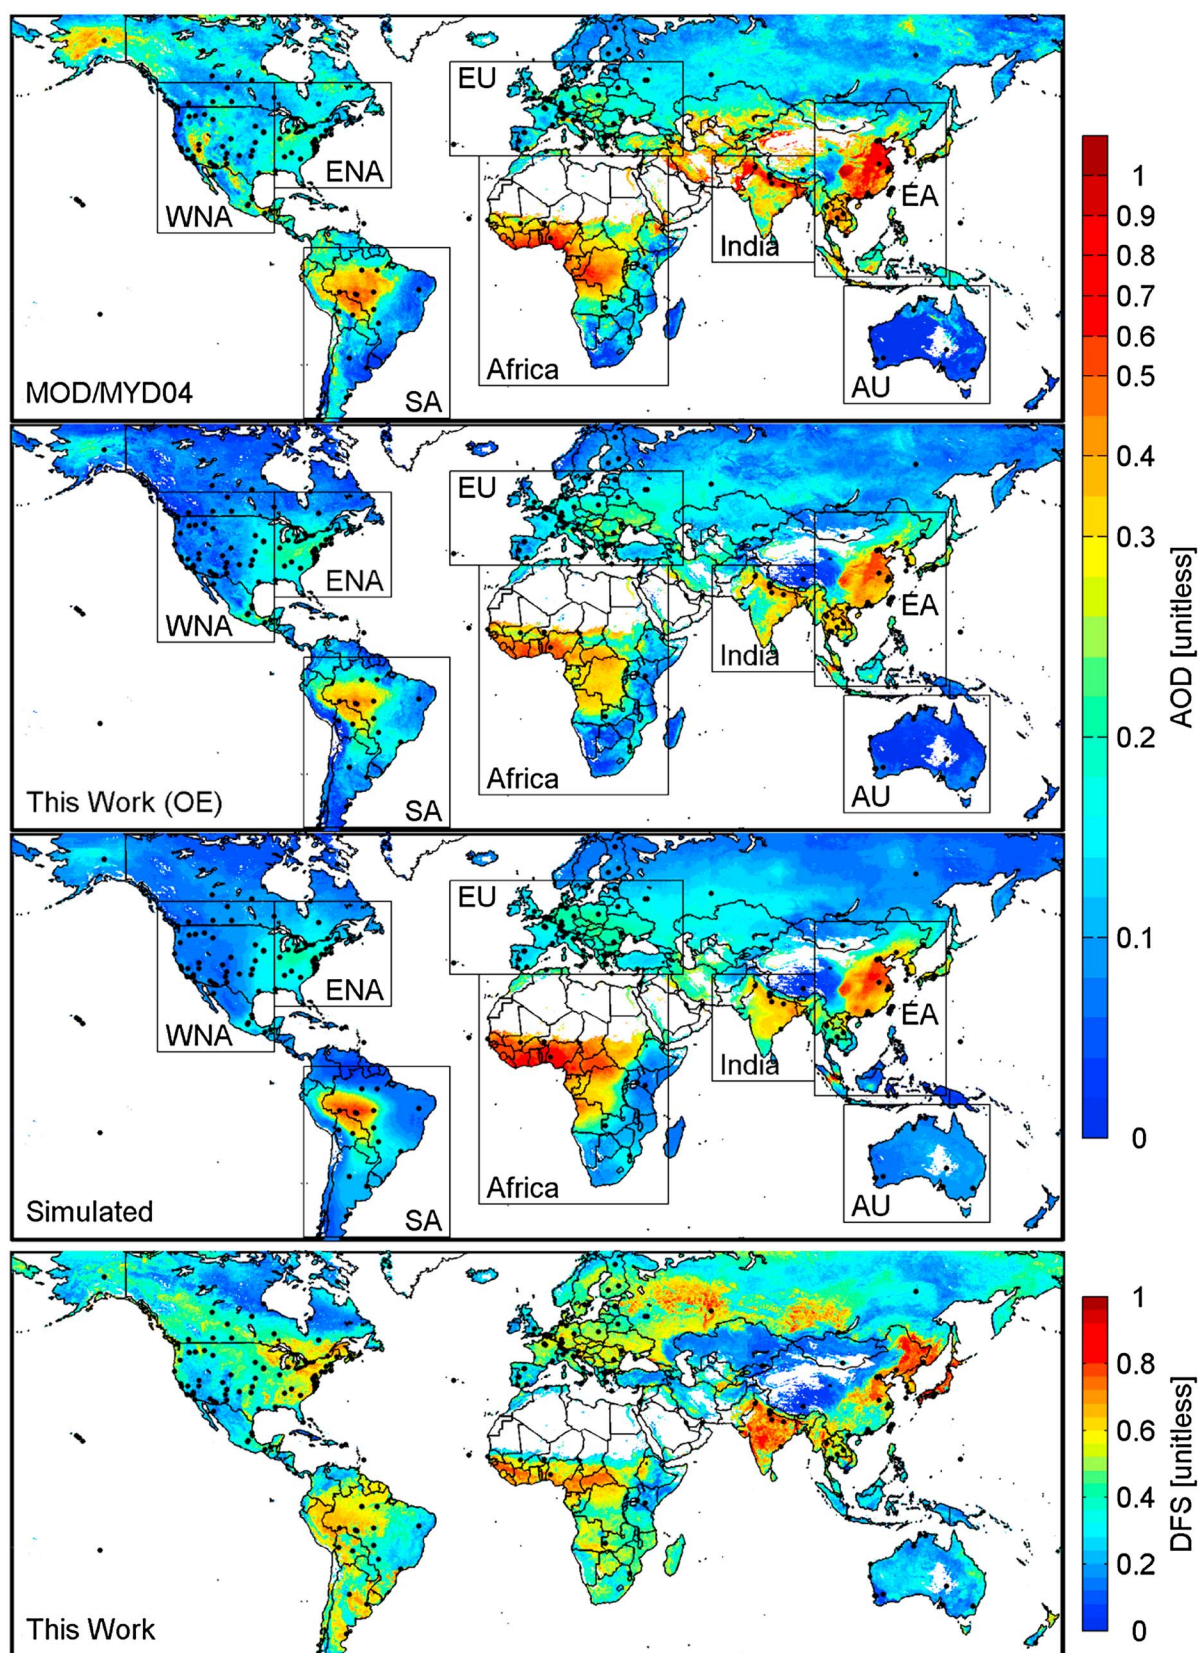 EU
ENA
EA
WNA
India
Africa
AU
MOD/MYD04
SA
EU
ENA
EA
WNA
India
Africa
AU
This Work (OE)
SA
EU
ENA
EA
WNA
India
Africa
AU
Simulated
SA
This Work
1
0.9
0.8
0.7
0.6
0.5
0.4
0.3
0.2
0.1
0
AOD [unitless]
1
0.8
0.6
0.4
0.2
0
DFS [unitless]